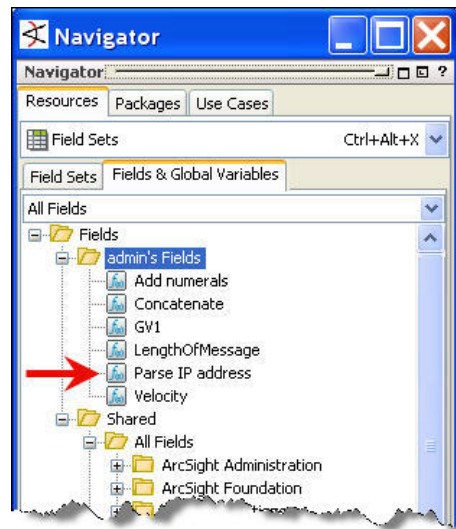 Navigator
Navigator ?
Resources Packages Use Cases
Field Sets Ctrl+Alt+X
Field Sets Fields & Global Variables
All Fields
Fields
admin's Fields
Add numerals
Concatenate
GV1
LengthOfMessage
Parse IP address
Velocity
Shared
All Fields
ArcSight Administration
ArcSight Foundation